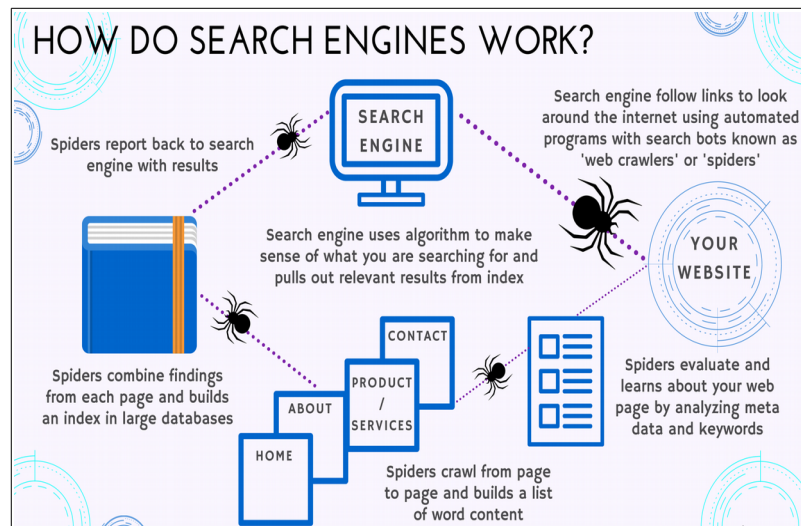 HOW DO SEARCH ENGINES WORK?
SEARCH
ENGINE
Search engine follow links to look
around the internet using automated
programs with search bots known as
'web crawlers' or 'spiders'
Spiders report back to search
engine with results
YOUR
WEBSITE
Search engine uses algorithm to make
sense of what you are searching for and
pulls out relevant results from index
Spiders evaluate and
learns about your web
page by analyzing meta
data and keywords
CONTACT
PRODUCT
/
SERVICES
ABOUT
HOME
Spiders crawl from page
to page and builds a list
of word content
Spiders combine findings
from each page and builds
an index in large databases